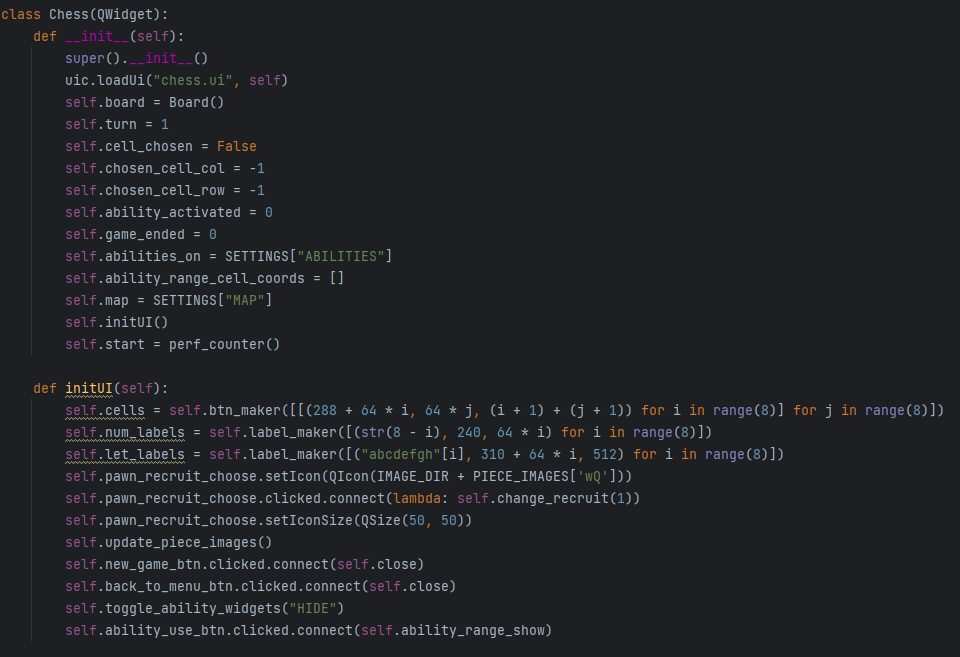 class Chess(QWidget):
    def __init__(self):
        super().__init__()
        uic.loadUi("chess.ui", self)
        self.board = Board()
        self.turn = 1
        self.cell_chosen = False
        self.chosen_cell_col = -1
        self.chosen_cell_row = -1
        self.ability_activated = 0
        self.game_ended = 0
        self.abilities_on = SETTINGS["ABILITIES"]
        self.ability_range_cell_coords = []
        self.map = SETTINGS["MAP"]
        self.initUI()
        self.start = perf_counter()

    def initUI(self):
        self.cells = self.btn_maker([[(288 + 64 * i, 64 * j, (i + 1) + (j + 1)) for i in range(8)] for j in range(8)])
        self.num_labels = self.label_maker([(str(8 - i), 240, 64 * i) for i in range(8)])
        self.let_labels = self.label_maker([("abcdefgh"[i], 310 + 64 * i, 512) for i in range(8)])
        self.pawn_recruit_choose.setIcon(QIcon(IMAGE_DIR + PIECE_IMAGES['wQ']))
        self.pawn_recruit_choose.clicked.connect(lambda: self.change_recruit(1))
        self.pawn_recruit_choose.setIconSize(QSize(50, 50))
        self.update_piece_images()
        self.new_game_btn.clicked.connect(self.close)
        self.back_to_menu_btn.clicked.connect(self.close)
        self.toggle_ability_widgets("HIDE")
        self.ability_use_btn.clicked.connect(self.ability_range_show)